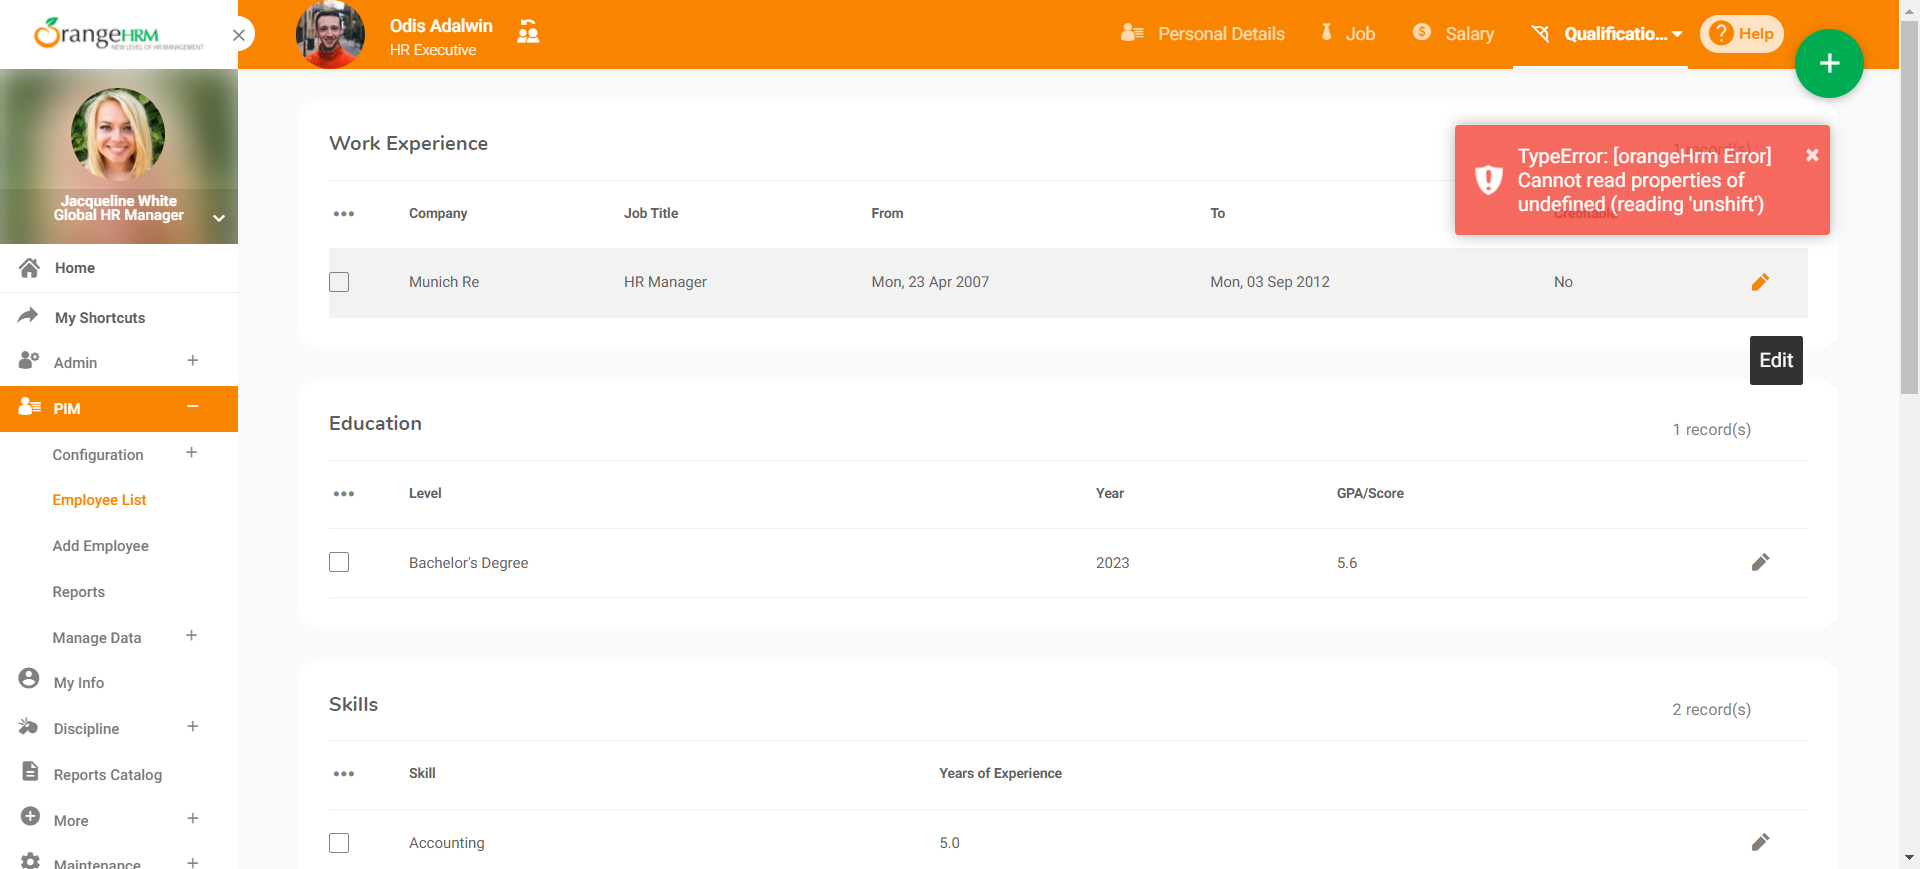 OrangeHRM
NEW LEVEL OF HR MANAGEMENT
Odis Adalwin
HR Executive
Personal Details
Job
Salary
Qualificatio...
Help
Jacqueline White
Global HR Manager
Home
My Shortcuts
Admin
PIM
Configuration
Employee List
Add Employee
Reports
Manage Data
My Info
Discipline
Reports Catalog
More
Maintenance
Work Experience
1 record(s)
TypeError: [orangeHrm Error]
Cannot read properties of
undefined (reading 'unshift')
Company Job Title From To Creditable
Munich Re HR Manager Mon, 23 Apr 2007 Mon, 03 Sep 2012 No
Edit
Education
1 record(s)
Level Year GPA/Score
Bachelor's Degree 2023 5.6
Skills
2 record(s)
Skill Years of Experience
Accounting 5.0